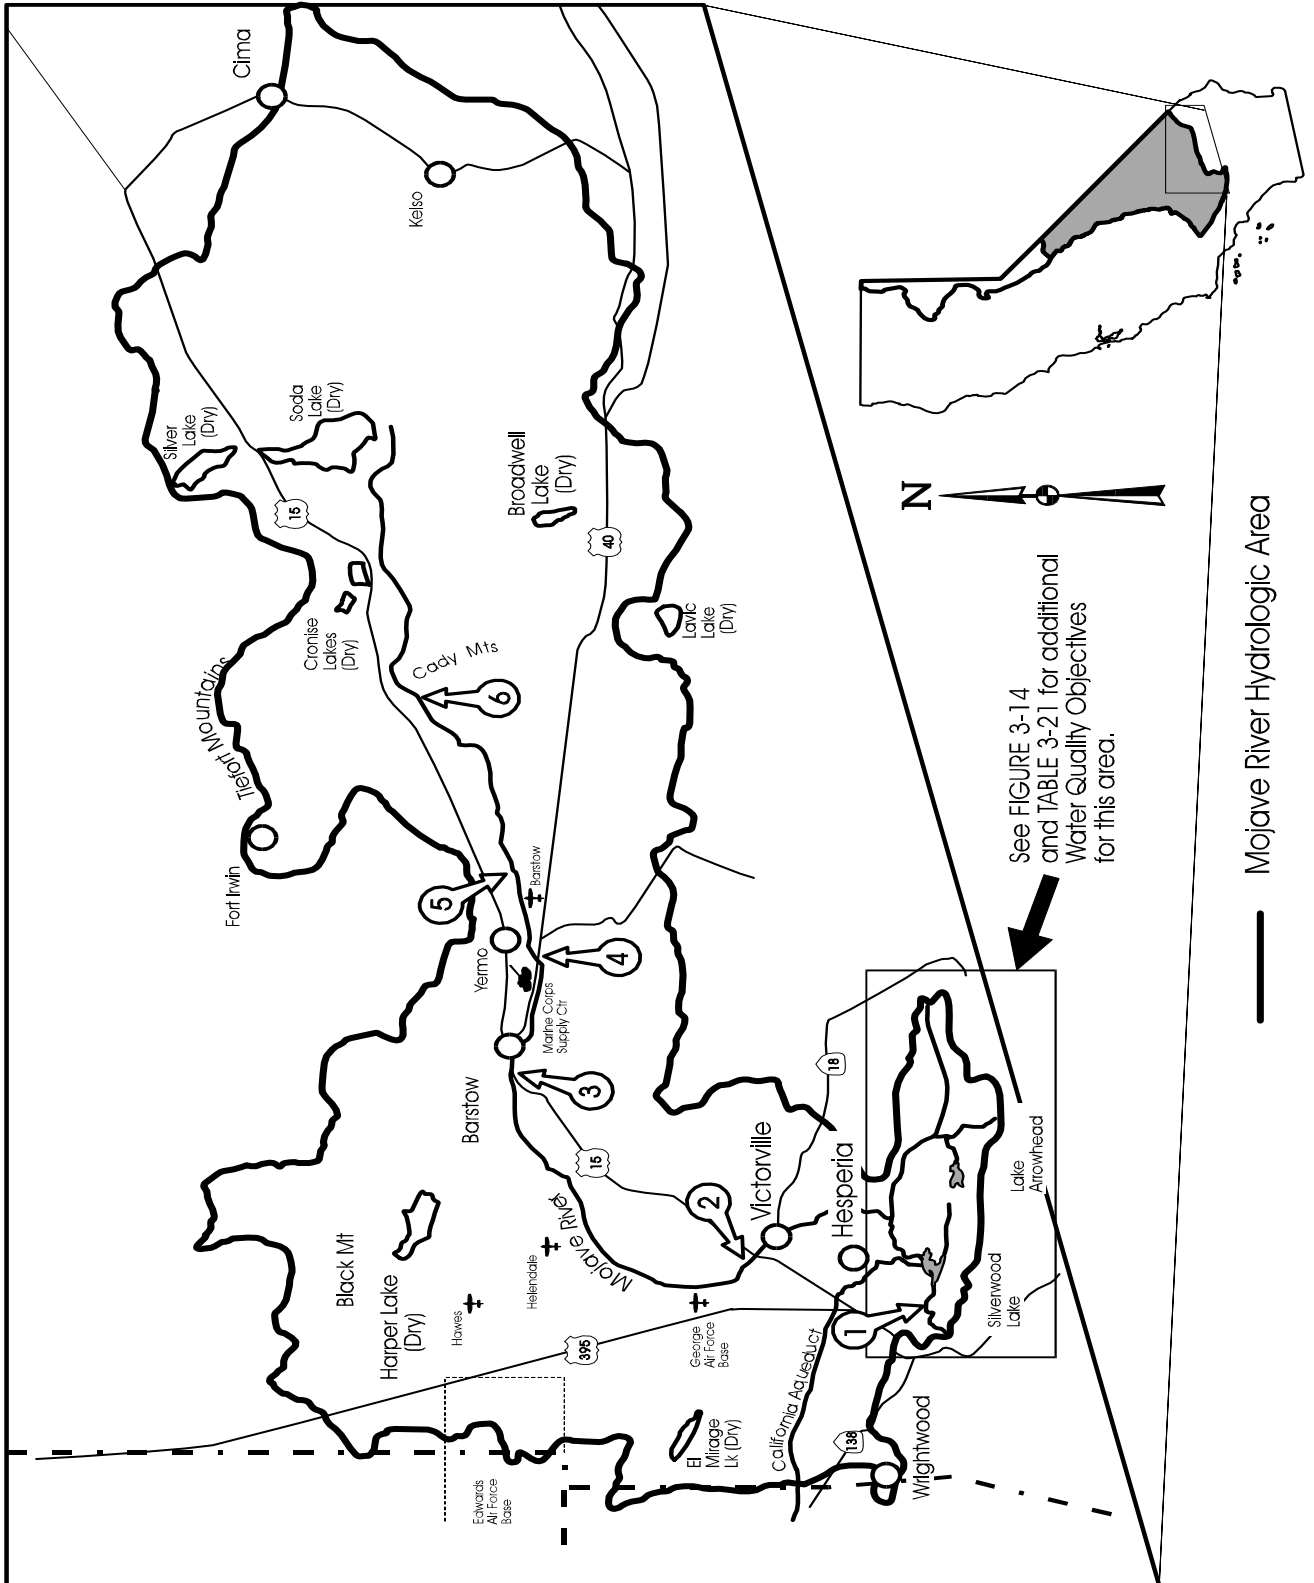 Cima
Kelso
Silver
Lake
(Dry)
Soda
Lake
(Dry)
15
Broadwell
Lake
(Dry)
40
Cronise
Lakes
(Dry)
Lavic
Lake
(Dry)
Cady Mts
6
Tiefort Mountains
Fort Irwin
5
Barstow
Yermo
4
Marine Corps
Supply Ctr
Barstow
3
15
18
Black Mt
Harper Lake
(Dry)
Hawes
Helendale
Mojave River
2
Victorville
Hesperia
395
George
Air Force
Base
1
California Aqueduct
Edwards
Air Force
Base
El
Mirage
Lk (Dry)
138
Wrightwood
Silverwood
Lake
Lake
Arrowhead
See FIGURE 3-14
and TABLE 3-21 for additional
Water Quality Objectives
for this area.
N
Mojave River Hydrologic Area